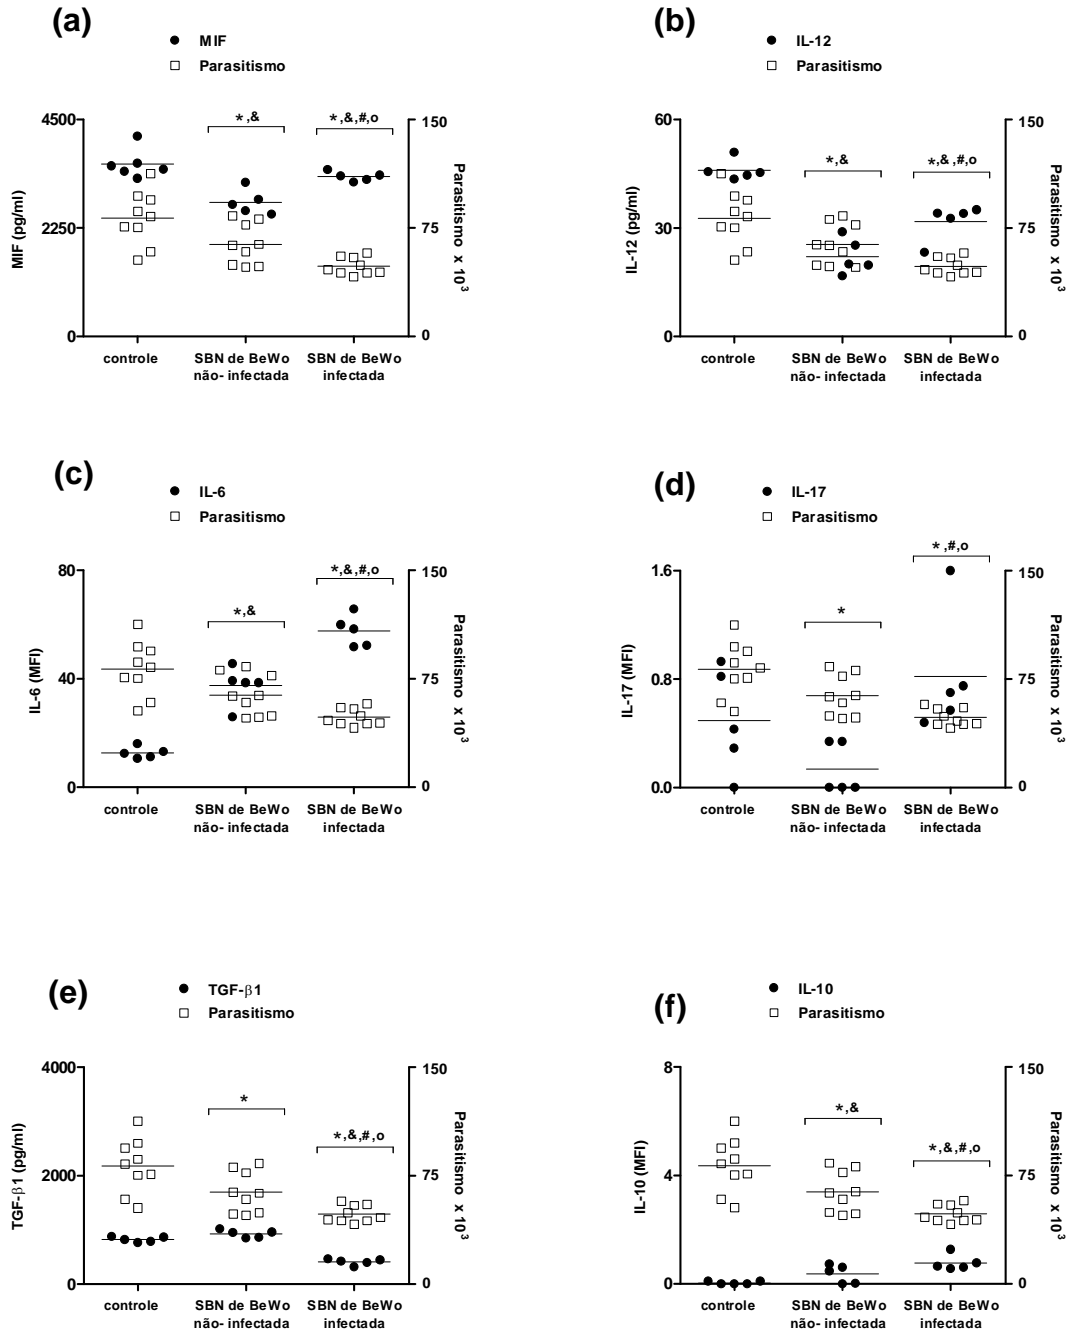 (a)
MIF
Parasitismo
4500
2250
0
MIF (pg/ml)
*,&
*,&,#,o
150
75
0
Parasitismo x 10³
controle
SBN de BeWo
não- infectada
SBN de BeWo
infectada
(b)
IL-12
Parasitismo
60
30
0
IL-12 (pg/ml)
*,&
*,&,#,o
150
75
0
Parasitismo x 10³
controle
SBN de BeWo
não- infectada
SBN de BeWo
infectada
(c)
IL-6
Parasitismo
80
40
0
IL-6 (MFI)
*,&
*,&,#,o
150
75
0
Parasitismo x 10³
controle
SBN de BeWo
não- infectada
SBN de BeWo
infectada
(d)
IL-17
Parasitismo
1.6
0.8
0.0
IL-17 (MFI)
*
*,#,o
150
75
0
Parasitismo x 10³
controle
SBN de BeWo
não- infectada
SBN de BeWo
infectada
(e)
TGF-β1
Parasitismo
4000
2000
0
TGF-β1 (pg/ml)
*
*,&,#,o
150
75
0
Parasitismo x 10³
controle
SBN de BeWo
não- infectada
SBN de BeWo
infectada
(f)
IL-10
Parasitismo
8
4
0
IL-10 (MFI)
*,&
*,&,#,o
150
75
0
Parasitismo x 10³
controle
SBN de BeWo
não- infectada
SBN de BeWo
infectada